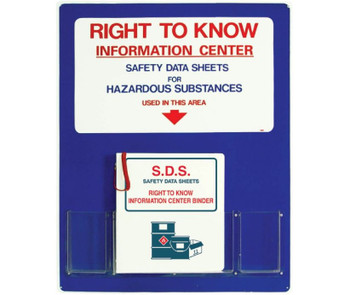 RIGHT TO KNOW
INFORMATION CENTER
SAFETY DATA SHEETS
FOR
HAZARDOUS SUBSTANCES
USED IN THIS AREA
S.D.S.
SAFETY DATA SHEETS
RIGHT TO KNOW
INFORMATION CENTER BINDER